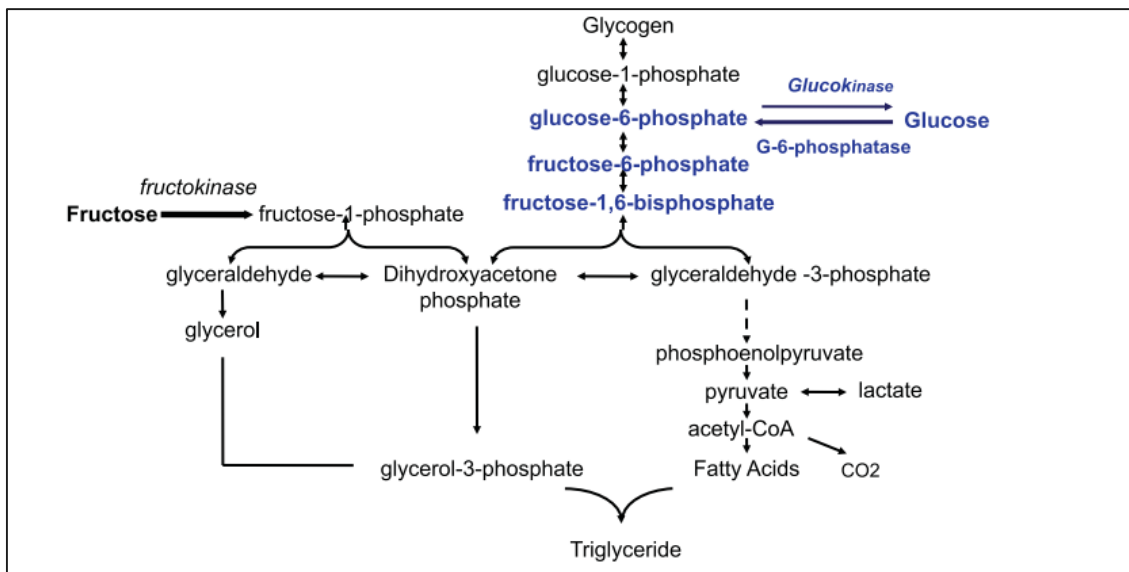 Glycogen
glucose-1-phosphate
Glucokinase
glucose-6-phosphate
Glucose
G-6-phosphatase
fructose-6-phosphate
fructokinase
fructose-1,6-bisphosphate
Fructose
fructose-1-phosphate
glyceraldehyde
Dihydroxyacetone
phosphate
glyceraldehyde -3-phosphate
glycerol
phosphoenolpyruvate
pyruvate
lactate
acetyl-CoA
glycerol-3-phosphate
Fatty Acids
CO2
Triglyceride